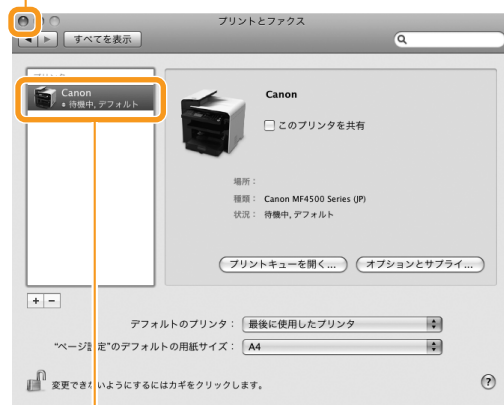 プリントとファクス
すべてを表示
プリンタ
Canon
待機中, デフォルト
Canon
このプリンタを共有
場所：
種類： Canon MF4500 Series (JP)
状況： 待機中, デフォルト
プリントキューを開く... オプションとサプライ...
+ −
デフォルトのプリンタ： 最後に使用したプリンタ
"ページ設定"のデフォルトの用紙サイズ： A4
変更できないようにするにはカギをクリックします。
?